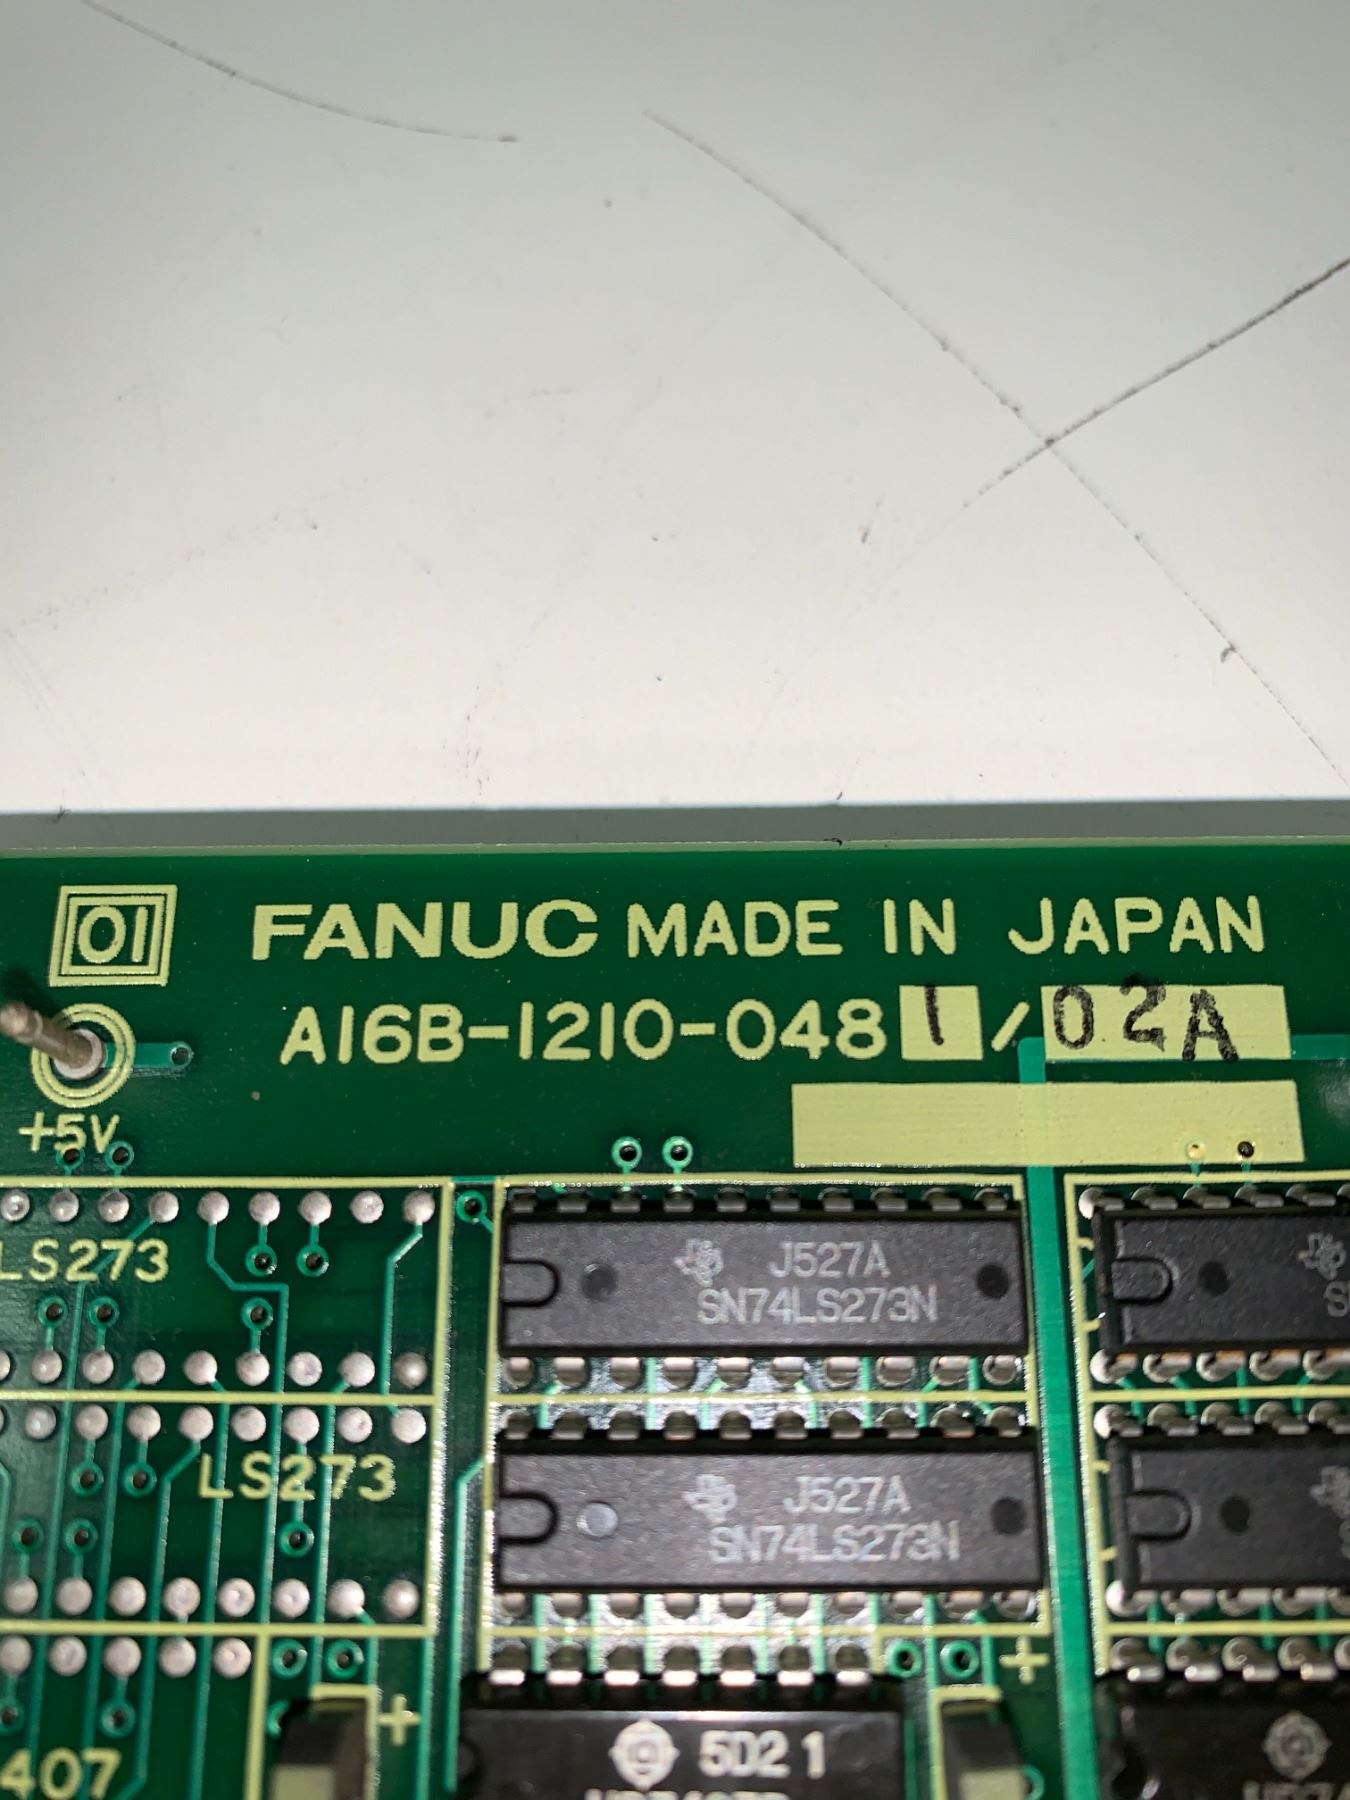 01
FANUC MADE IN JAPAN
A16B-1210-0481/02A
+5V
LS273
J527A
SN74LS273N
LS273
J527A
SN74LS273N
5D2 1
407